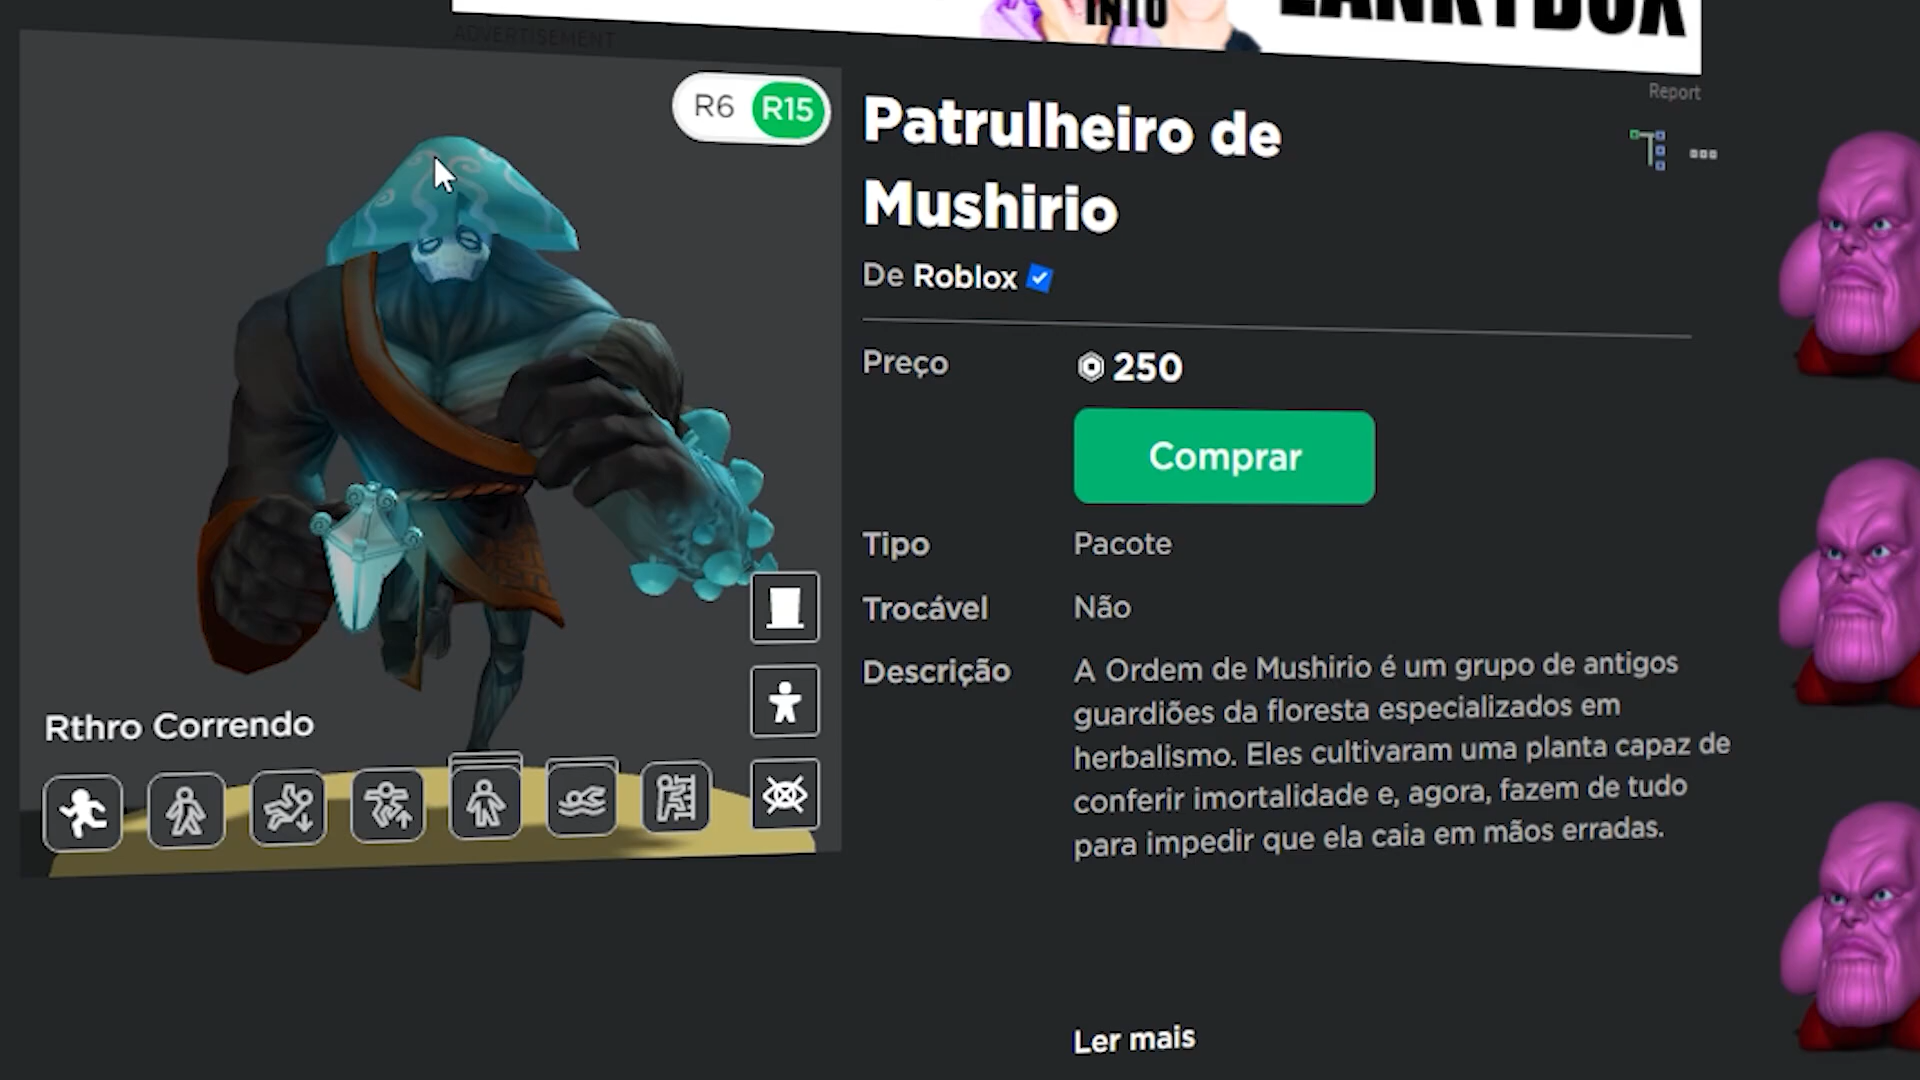 INTO
ADVERTISEMENT
Report
R6 R15
Patrulheiro de
Mushirio
De Roblox
Preço 250
Comprar
Tipo Pacote
Trocável Não
Descrição A Ordem de Mushirio é um grupo de antigos
guardiões da floresta especializados em
herbalismo. Eles cultivaram uma planta capaz de
conferir imortalidade e, agora, fazem de tudo
para impedir que ela caia em mãos erradas.
Rthro Correndo
Ler mais